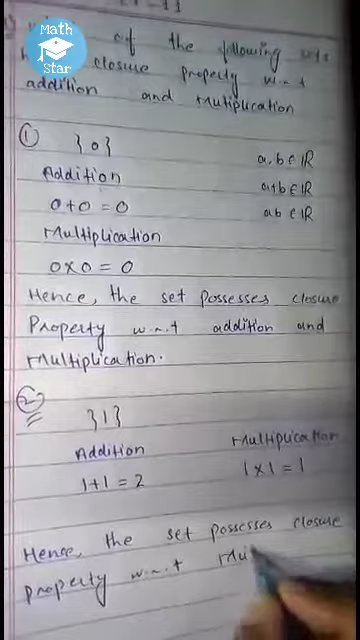 Math
Star
of the following sets
closure property w.r.t
addition and Multiplication
① }0}
Addition
0+0 = 0
Multiplication
0×0 = 0
a,b ∈ ℝ
a+b ∈ ℝ
ab ∈ ℝ
Hence, the set possesses closure
Property w.r.t addition and
Multiplication.
② }1}
Addition
1+1 = 2
Multiplication
1×1 = 1
Hence, the set possesses closure
property w.r.t Mul